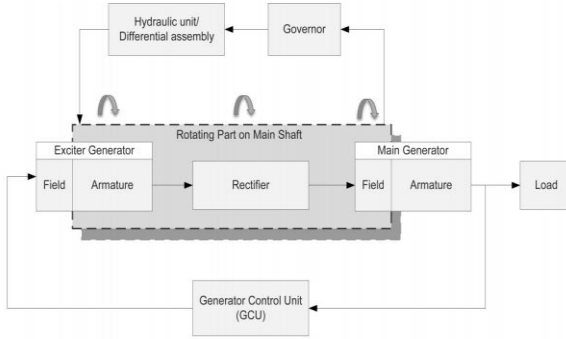 Hydraulic unit/
Differential assembly
Governor
Rotating Part on Main Shaft
Exciter Generator
Main Generator
Field
Armature
Rectifier
Field
Armature
Load
Generator Control Unit
(GCU)